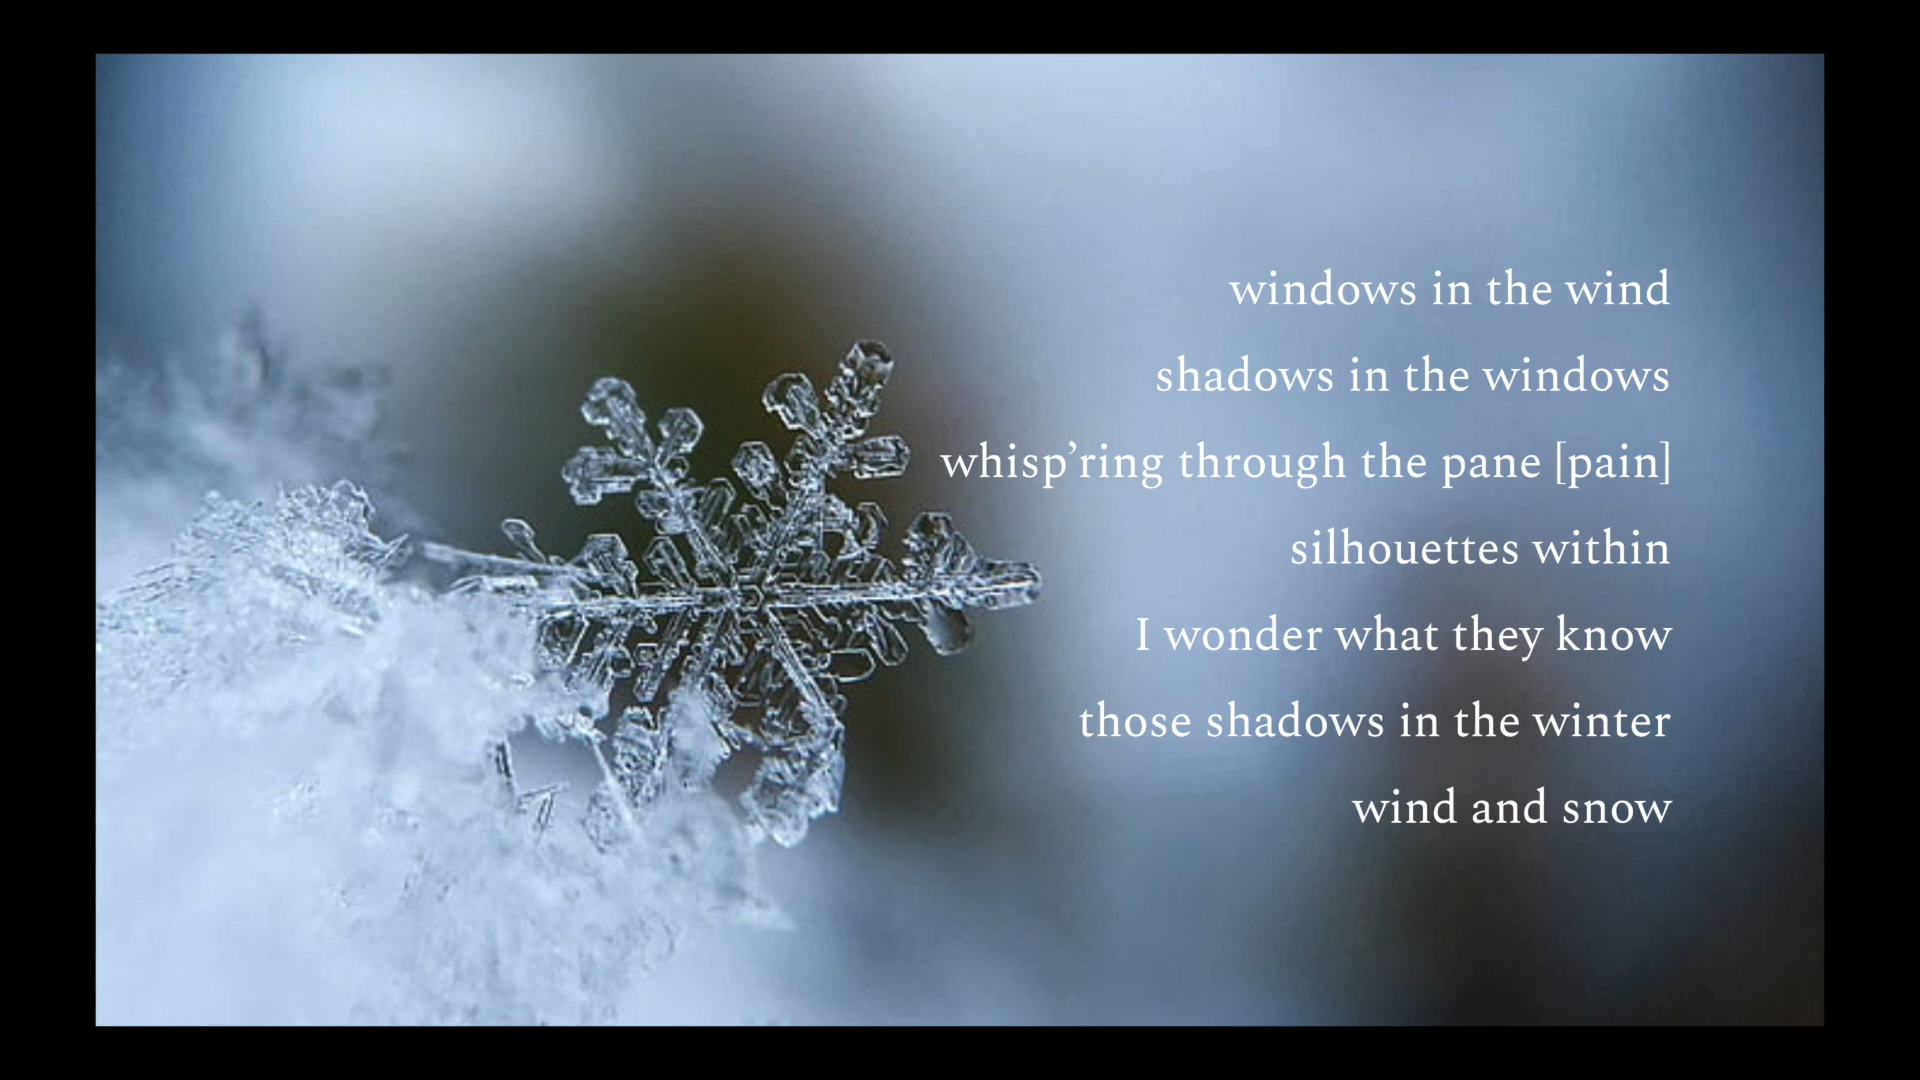 windows in the wind
shadows in the windows
whisp’ring through the pane [pain]
silhouettes within
I wonder what they know
those shadows in the winter
wind and snow